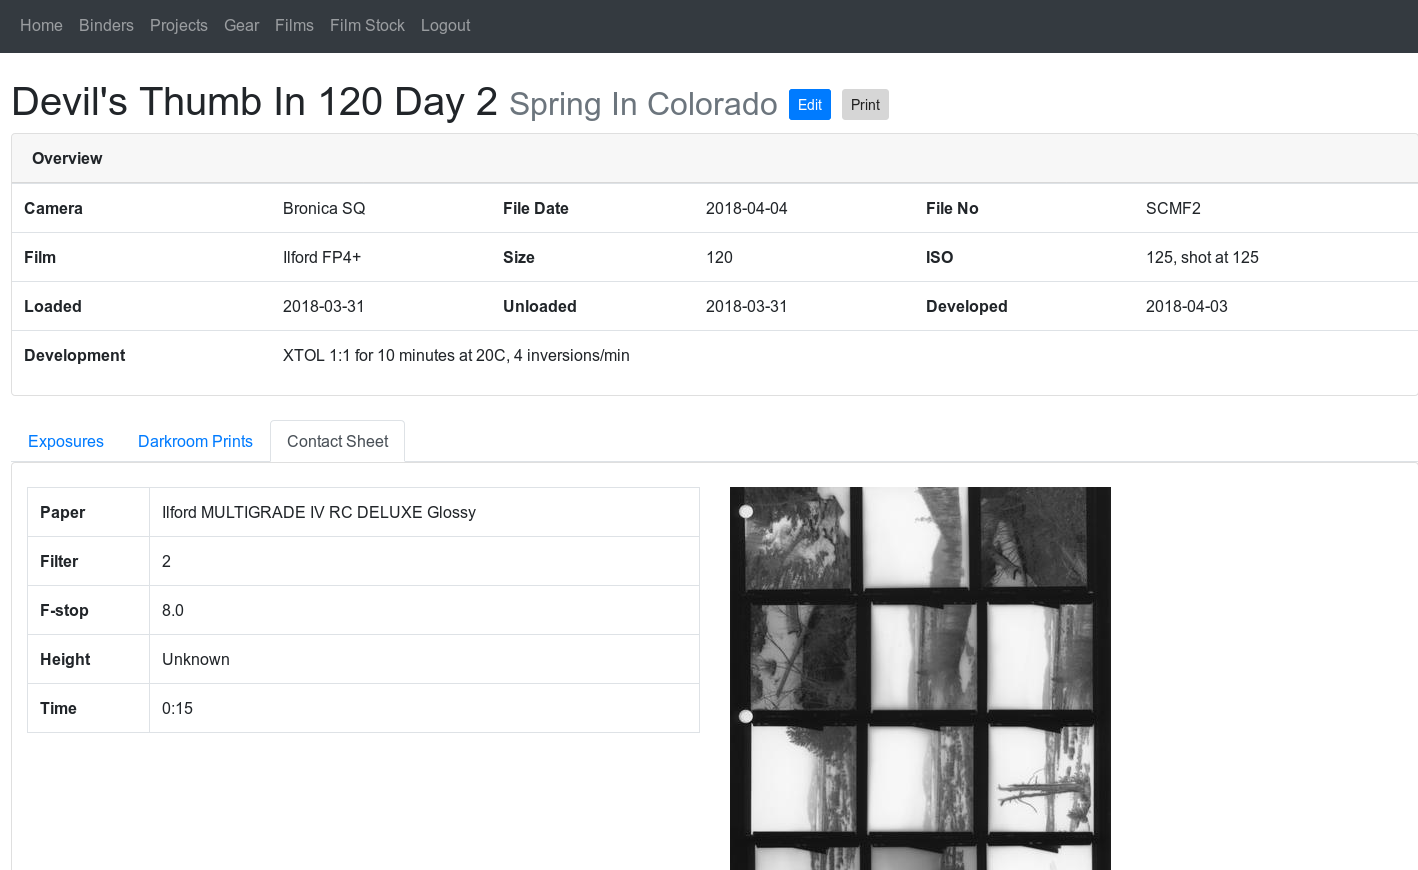 Home Binders Projects Gear Films Film Stock Logout
Devil's Thumb In 120 Day 2 Spring In Colorado Edit Print
Overview
Camera Bronica SQ File Date 2018-04-04 File No SCMF2
Film Ilford FP4+ Size 120 ISO 125, shot at 125
Loaded 2018-03-31 Unloaded 2018-03-31 Developed 2018-04-03
Development XTOL 1:1 for 10 minutes at 20C, 4 inversions/min
Exposures Darkroom Prints Contact Sheet
Paper Ilford MULTIGRADE IV RC DELUXE Glossy
Filter 2
F-stop 8.0
Height Unknown
Time 0:15